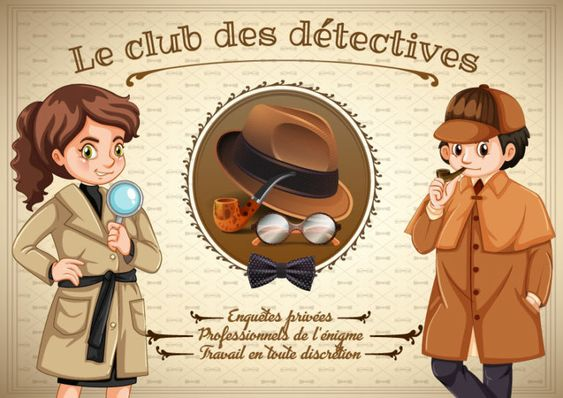 Le club des détectives
Enquêtes privées
Professionnels de l'énigme
Travail en toute discrétion